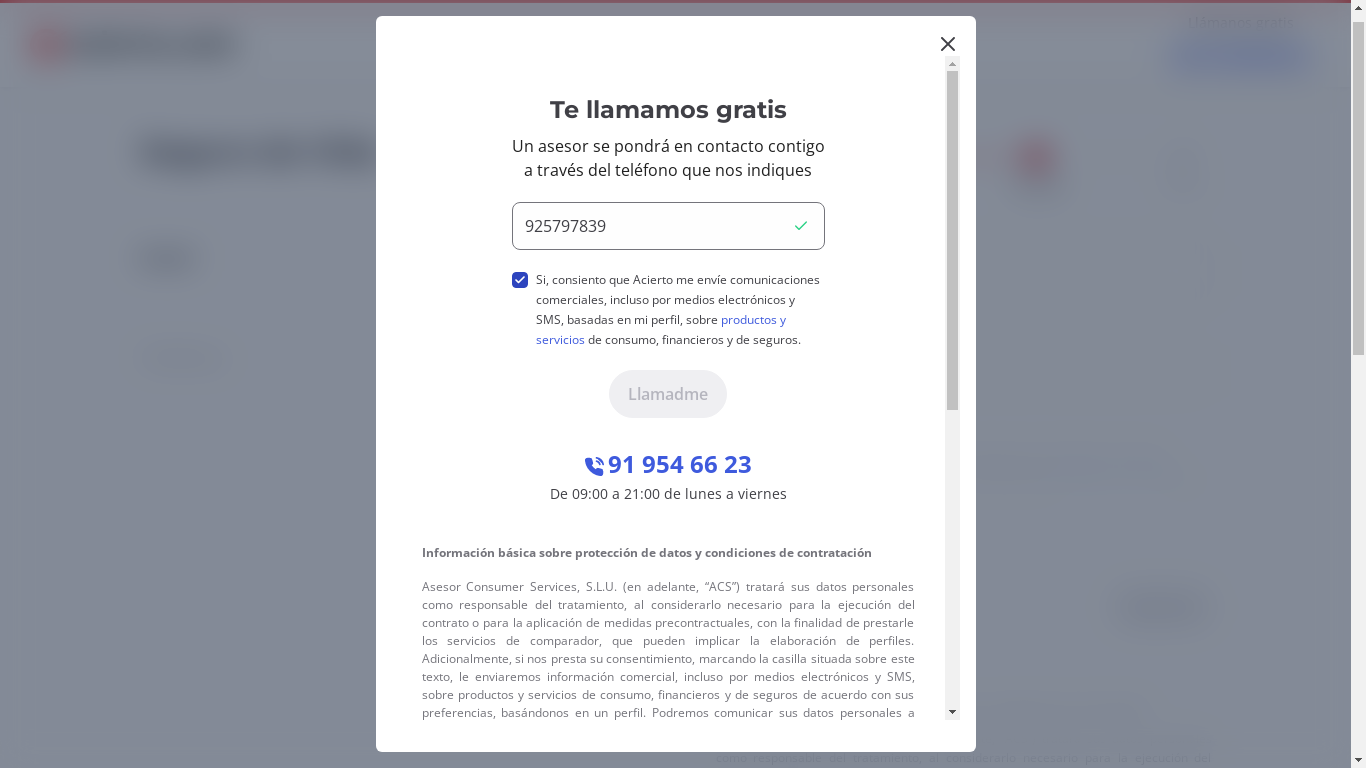 Te llamamos gratis
Un asesor se pondrá en contacto contigo
a través del teléfono que nos indiques
925797839
Si, consiento que Acierto me envíe comunicaciones
comerciales, incluso por medios electrónicos y
SMS, basadas en mi perfil, sobre productos y
servicios de consumo, financieros y de seguros.
Llamadme
91 954 66 23
De 09:00 a 21:00 de lunes a viernes
Información básica sobre protección de datos y condiciones de contratación
Asesor Consumer Services, S.L.U. (en adelante, “ACS”) tratará sus datos personales
como responsable del tratamiento, al considerarlo necesario para la ejecución del
contrato o para la aplicación de medidas precontractuales, con la finalidad de prestarle
los servicios de comparador, que pueden implicar la elaboración de perfiles.
Adicionalmente, si nos presta su consentimiento, marcando la casilla situada sobre este
texto, le enviaremos información comercial, incluso por medios electrónicos y SMS,
sobre productos y servicios de consumo, financieros y de seguros de acuerdo con sus
preferencias, basándonos en un perfil. Podremos comunicar sus datos personales a